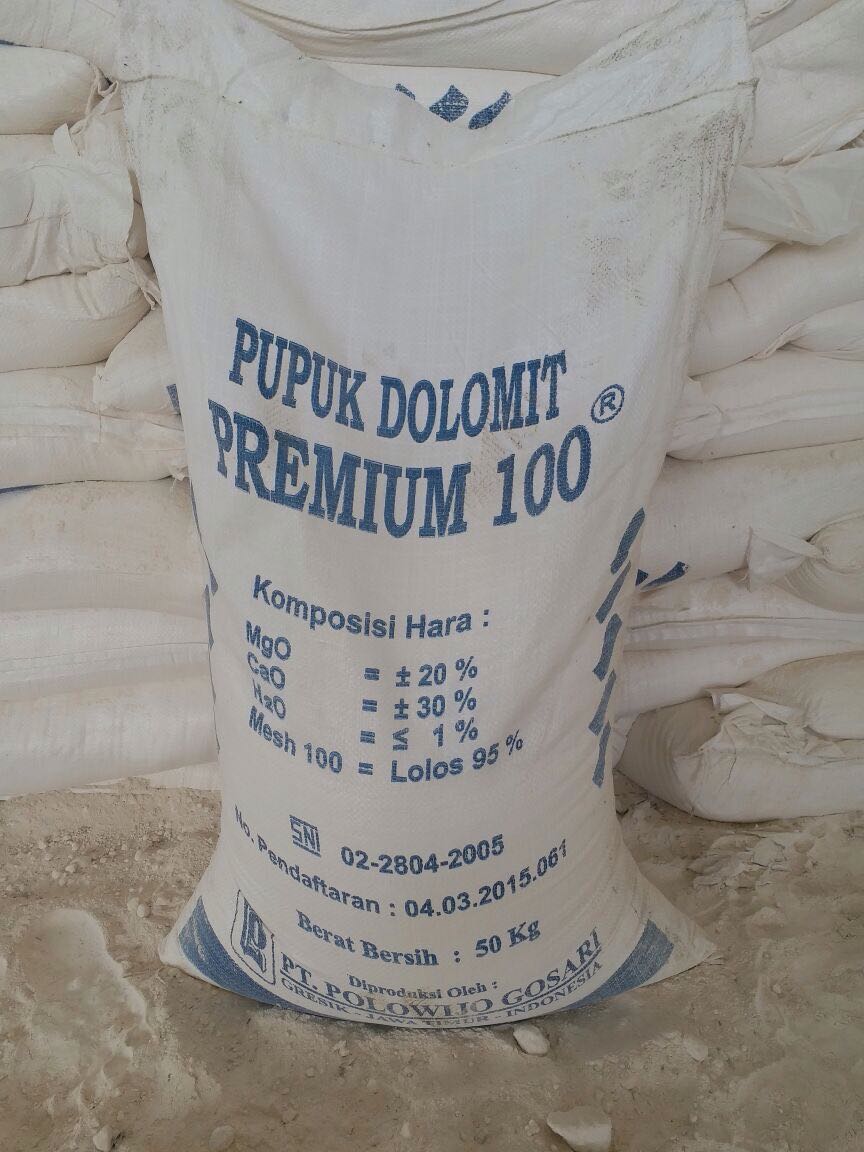 PUPUK DOLOMIT
PREMIUM 100 ®
Komposisi Hara :
MgO = ± 20 %
CaO = ± 30 %
H₂O = ≤ 1 %
Mesh 100 = Lolos 95 %
SNI 02-2804-2005
No. Pendaftaran : 04.03.2015.061
Berat Bersih : 50 Kg
Diproduksi Oleh :
PT. POLOWIJO GOSARI
GRESIK - JAWA TIMUR - INDONESIA